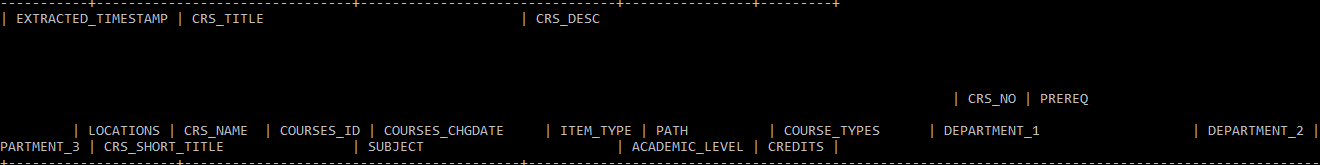 | EXTRACTED_TIMESTAMP | CRS_TITLE | CRS_DESC
| CRS_NO | PREREQ
| LOCATIONS | CRS_NAME | COURSES_ID | COURSES_CHGDATE | ITEM_TYPE | PATH | COURSE_TYPES | DEPARTMENT_1 | DEPARTMENT_2 |
PARTMENT_3 | CRS_SHORT_TITLE | SUBJECT | ACADEMIC_LEVEL | CREDITS |